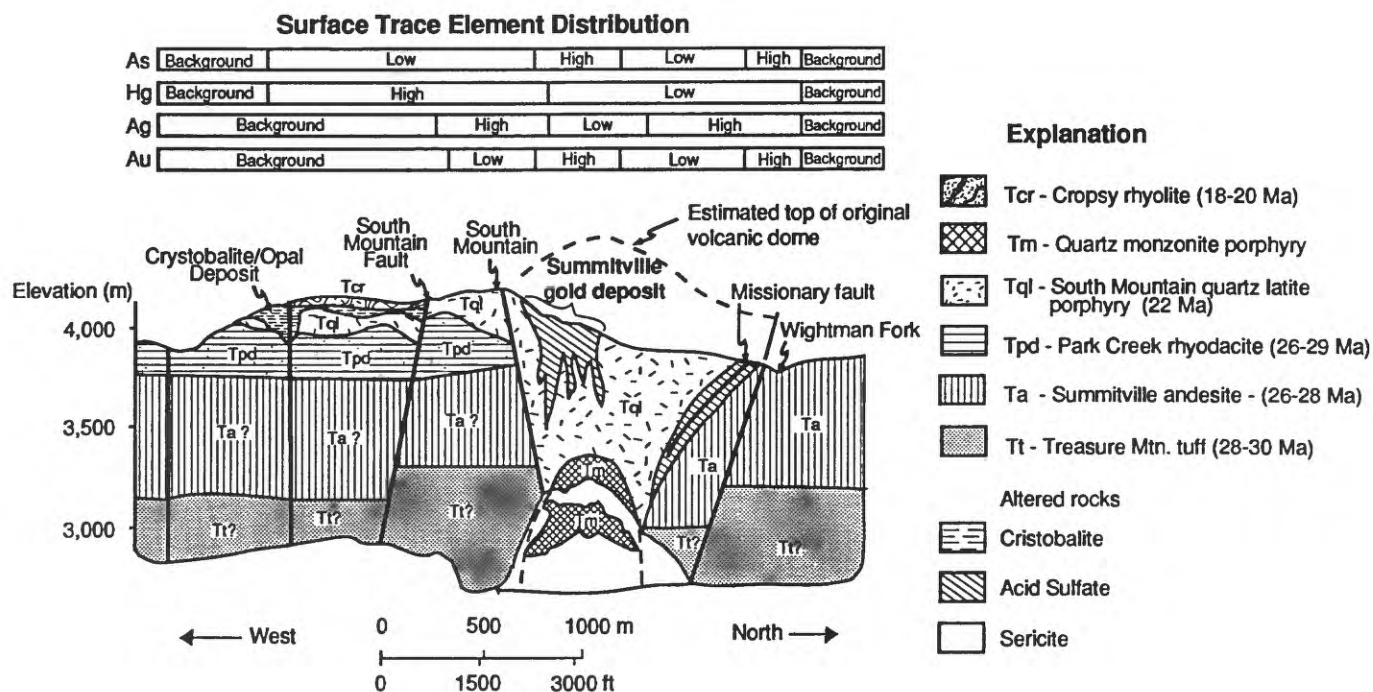 Surface Trace Element Distribution
As Background Low High Low High Background
Hg Background High Low Background
Ag Background High Low High Background
Au Background Low High Low High Background
Explanation
Tcr - Cropsy rhyolite (18-20 Ma)
Tm - Quartz monzonite porphyry
Tql - South Mountain quartz latite
porphyry (22 Ma)
Tpd - Park Creek rhyodacite (26-29 Ma)
Ta - Summitville andesite - (26-28 Ma)
Tt - Treasure Mtn. tuff (28-30 Ma)
Altered rocks
Cristobalite
Acid Sulfate
Sericite
Estimated top of original
volcanic dome
South
Mountain
Fault
South
Mountain
Crystobalite/Opal
Deposit
Summitville
gold deposit
Missionary fault
Wightman Fork
Elevation (m)
4,000
3,500
3,000
Tcr
Tql
Tql
Tpd
Tpd
Tpd
Tql
Ta ?
Ta ?
Ta ?
Ta
Ta
Tm
Tm
Tt?
Tt?
Tt?
Tt?
Tt?
West
0 500 1000 m
North
0 1500 3000 ft